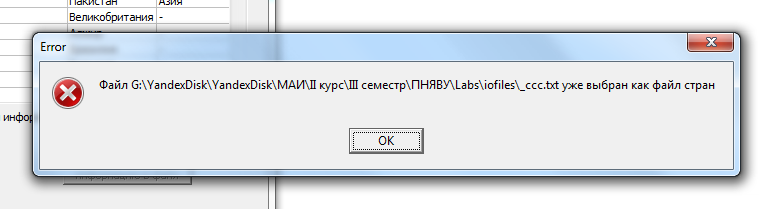 Пакистан Азия
Великобритания -
Error
Файл G:\YandexDisk\YandexDisk\МАИ\II курс\III семестр\ПНЯВУ\Labs\iofiles\_ccc.txt уже выбран как файл стран
OK
инфор